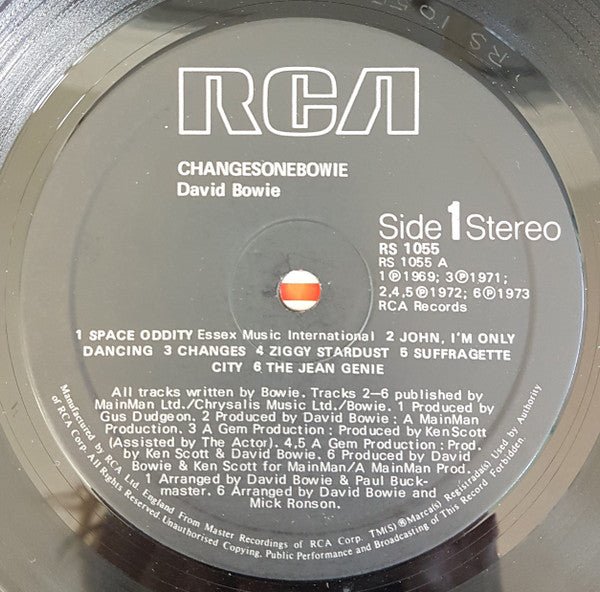 RS 1055
RCA
CHANGESONEBOWIE
David Bowie
Side 1 Stereo
RS 1055
RS 1055 A
1℗1969; 3℗1971;
2,4,5℗1972; 6℗1973
RCA Records
1 SPACE ODDITY Essex Music International 2 JOHN, I'M ONLY
DANCING 3 CHANGES 4 ZIGGY STARDUST 5 SUFFRAGETTE
CITY 6 THE JEAN GENIE
All tracks written by Bowie. Tracks 2–6 published by
MainMan Ltd./Chrysalis Music Ltd./Bowie. 1 Produced by
Gus Dudgeon. 2 Produced by David Bowie : A MainMan
Production. 3 A Gem Production : Produced by Ken Scott
(Assisted by The Actor). 4,5 A Gem Production : Prod.
by Ken Scott & David Bowie. 6 Produced by David
Bowie & Ken Scott for MainMan/A MainMan Prod.
1 Arranged by David Bowie & Paul Buck-
master. 6 Arranged by David Bowie and
Mick Ronson.
Manufactured by RCA Ltd. England From Master Recordings of RCA Corp. TM(S)®Marca(s) Registrada(s) Used by Authority
of RCA Corp. All Rights Reserved. Unauthorised Copying, Public Performance and Broadcasting of This Record Forbidden.